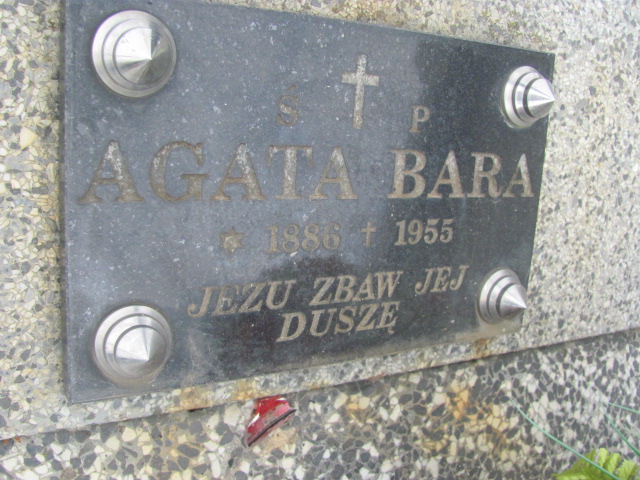 Ś P
AGATA BARA
* 1886 † 1955
JEZU ZBAW JEJ
DUSZĘ